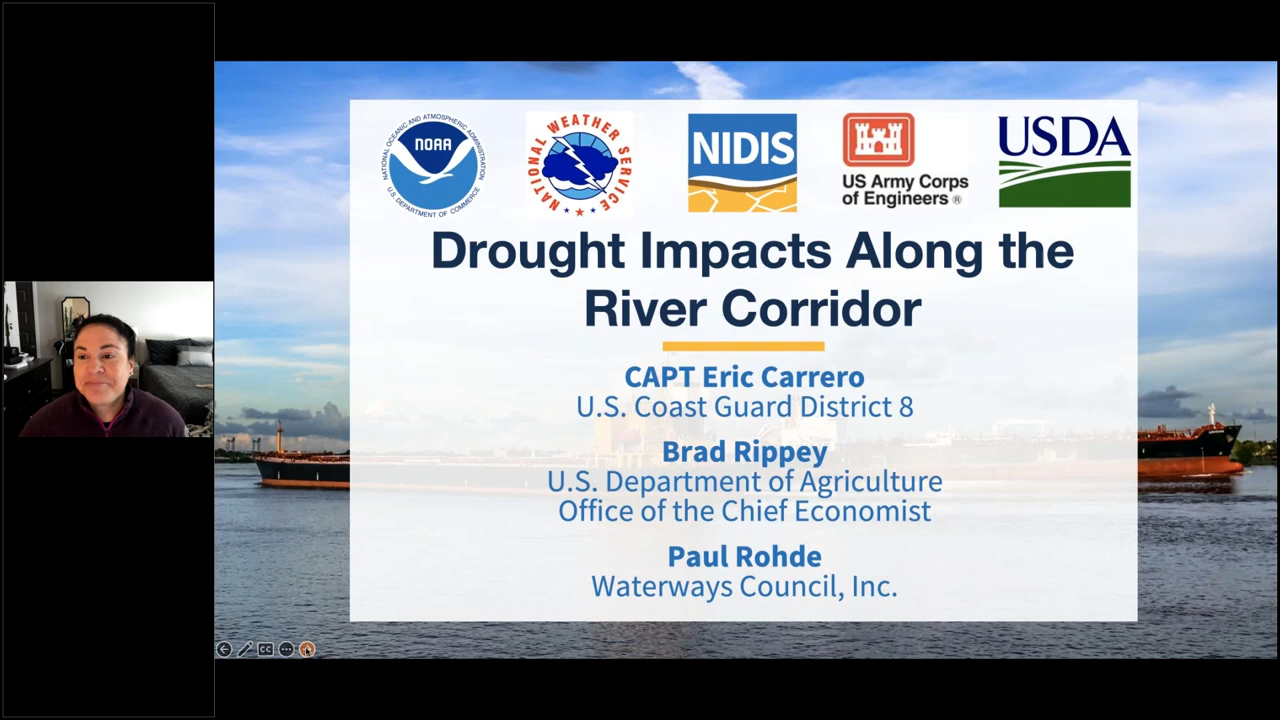 NATIONAL OCEANIC AND ATMOSPHERIC ADMINISTRATION
NOAA
U.S. DEPARTMENT OF COMMERCE
NATIONAL WEATHER SERVICE
NIDIS
US Army Corps
of Engineers ®
USDA
Drought Impacts Along the
River Corridor
CAPT Eric Carrero
U.S. Coast Guard District 8
Brad Rippey
U.S. Department of Agriculture
Office of the Chief Economist
Paul Rohde
Waterways Council, Inc.
CC